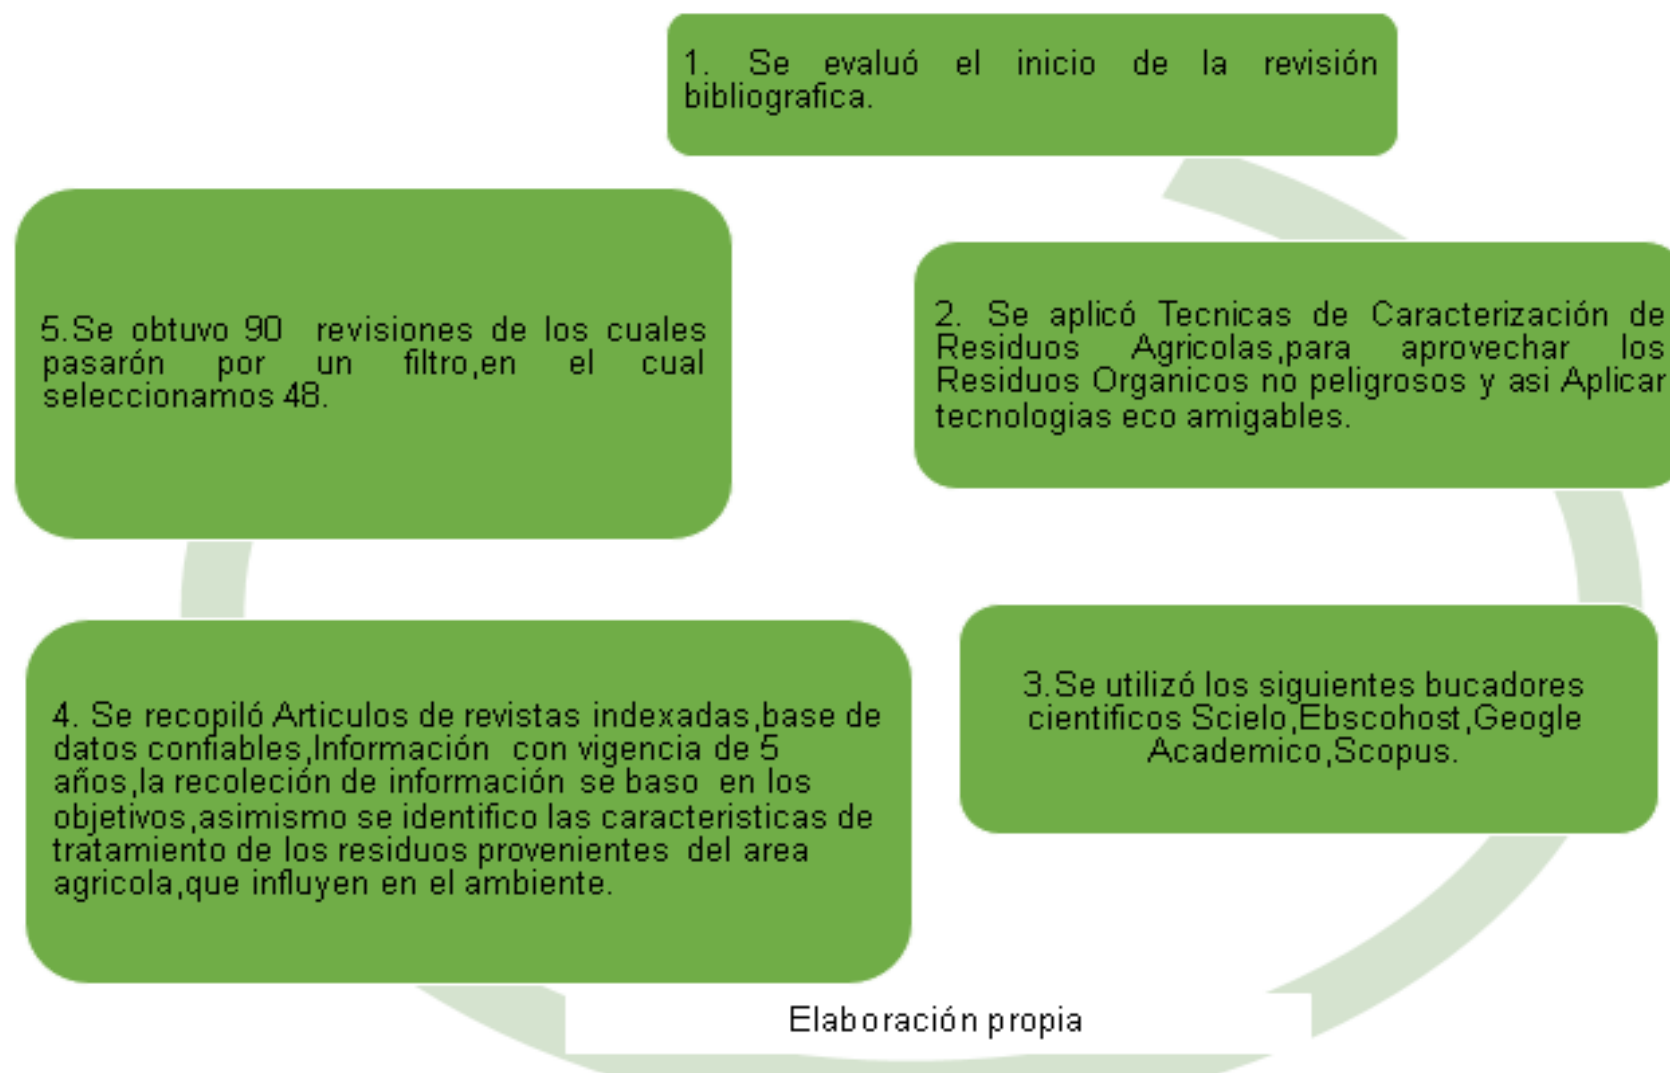 1. Se evaluó el inicio de la revisión
bibliografica.
2. Se aplicó Tecnicas de Caracterización de
Residuos Agricolas,para aprovechar los
Residuos Organicos no peligrosos y asi Aplicar
tecnologias eco amigables.
3.Se utilizó los siguientes bucadores
cientificos Scielo,Ebscohost,Geogle
Academico,Scopus.
4. Se recopiló Articulos de revistas indexadas,base de
datos confiables,Información con vigencia de 5
años,la recoleción de información se baso en los
objetivos,asimismo se identifico las caracteristicas de
tratamiento de los residuos provenientes del area
agricola,que influyen en el ambiente.
5.Se obtuvo 90 revisiones de los cuales
pasarón por un filtro,en el cual
seleccionamos 48.
Elaboración propia